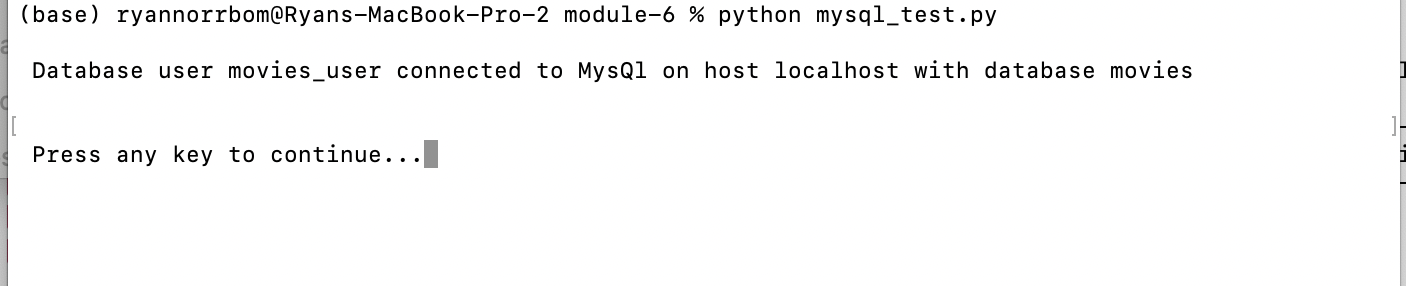 (base) ryannorrbom@Ryans-MacBook-Pro-2 module-6 % python mysql_test.py
Database user movies_user connected to MysQl on host localhost with database movies
[ ]
Press any key to continue...